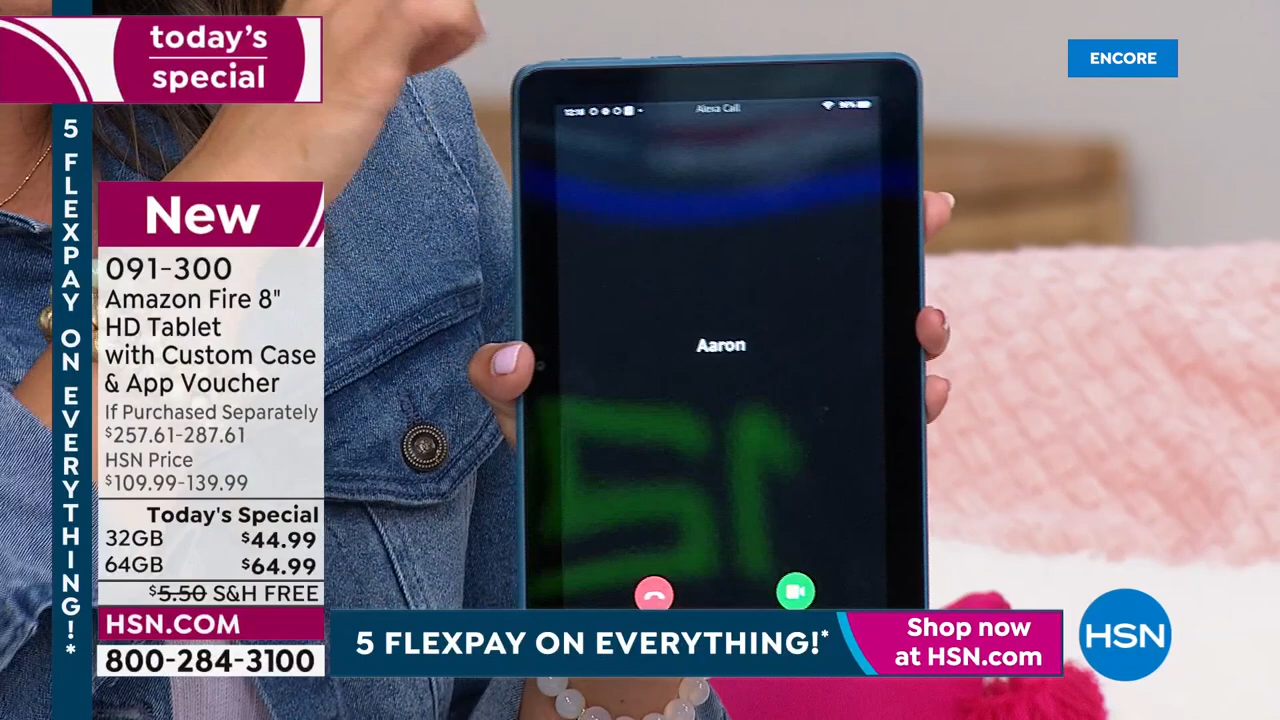 today's
special
ENCORE
5 FLEXPAY ON EVERYTHING!*
New
091-300
Amazon Fire 8"
HD Tablet
with Custom Case
& App Voucher
If Purchased Separately
$257.61-287.61
HSN Price
$109.99-139.99
Today's Special
32GB $44.99
64GB $64.99
$5.50 S&H FREE
HSN.COM
800-284-3100
Alexa Call
Aaron
5 FLEXPAY ON EVERYTHING!*
Shop now
at HSN.com
HSN